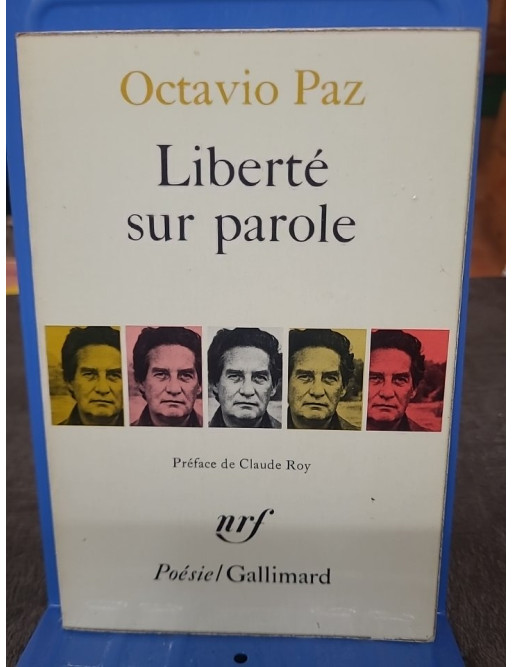 Octavio Paz
Liberté
sur parole
Préface de Claude Roy
nrf
Poésie/Gallimard